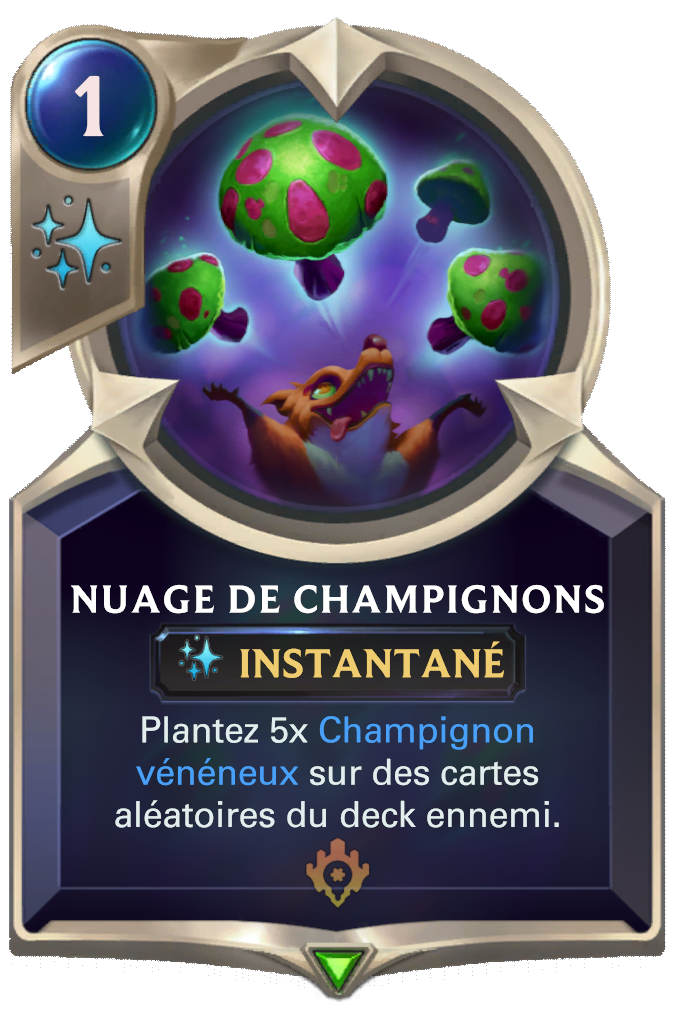 1
NUAGE DE CHAMPIGNONS
INSTANTANÉ
Plantez 5x Champignon
vénéneux sur des cartes
aléatoires du deck ennemi.